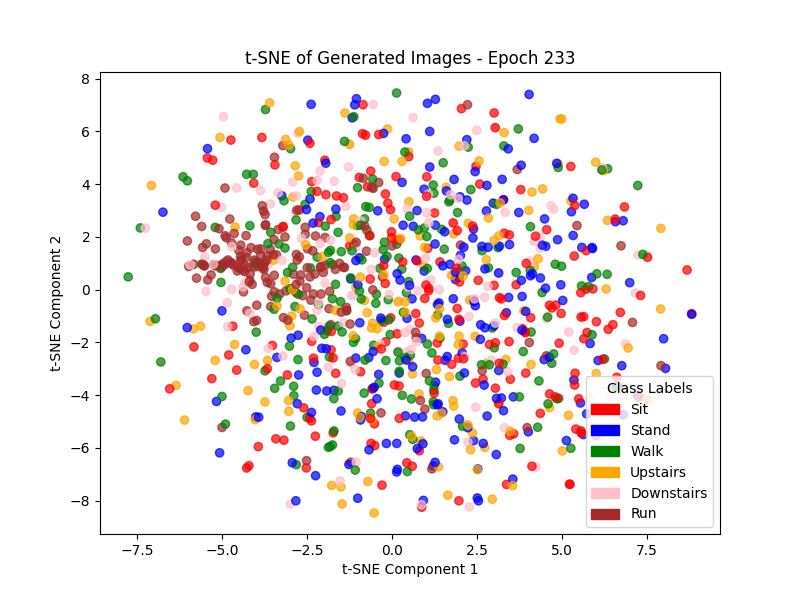 t-SNE of Generated Images - Epoch 233
t-SNE Component 2
8
6
4
2
0
−2
−4
−6
−8
Class Labels
Sit
Stand
Walk
Upstairs
Downstairs
Run
−7.5
−5.0
−2.5
0.0
2.5
5.0
7.5
t-SNE Component 1